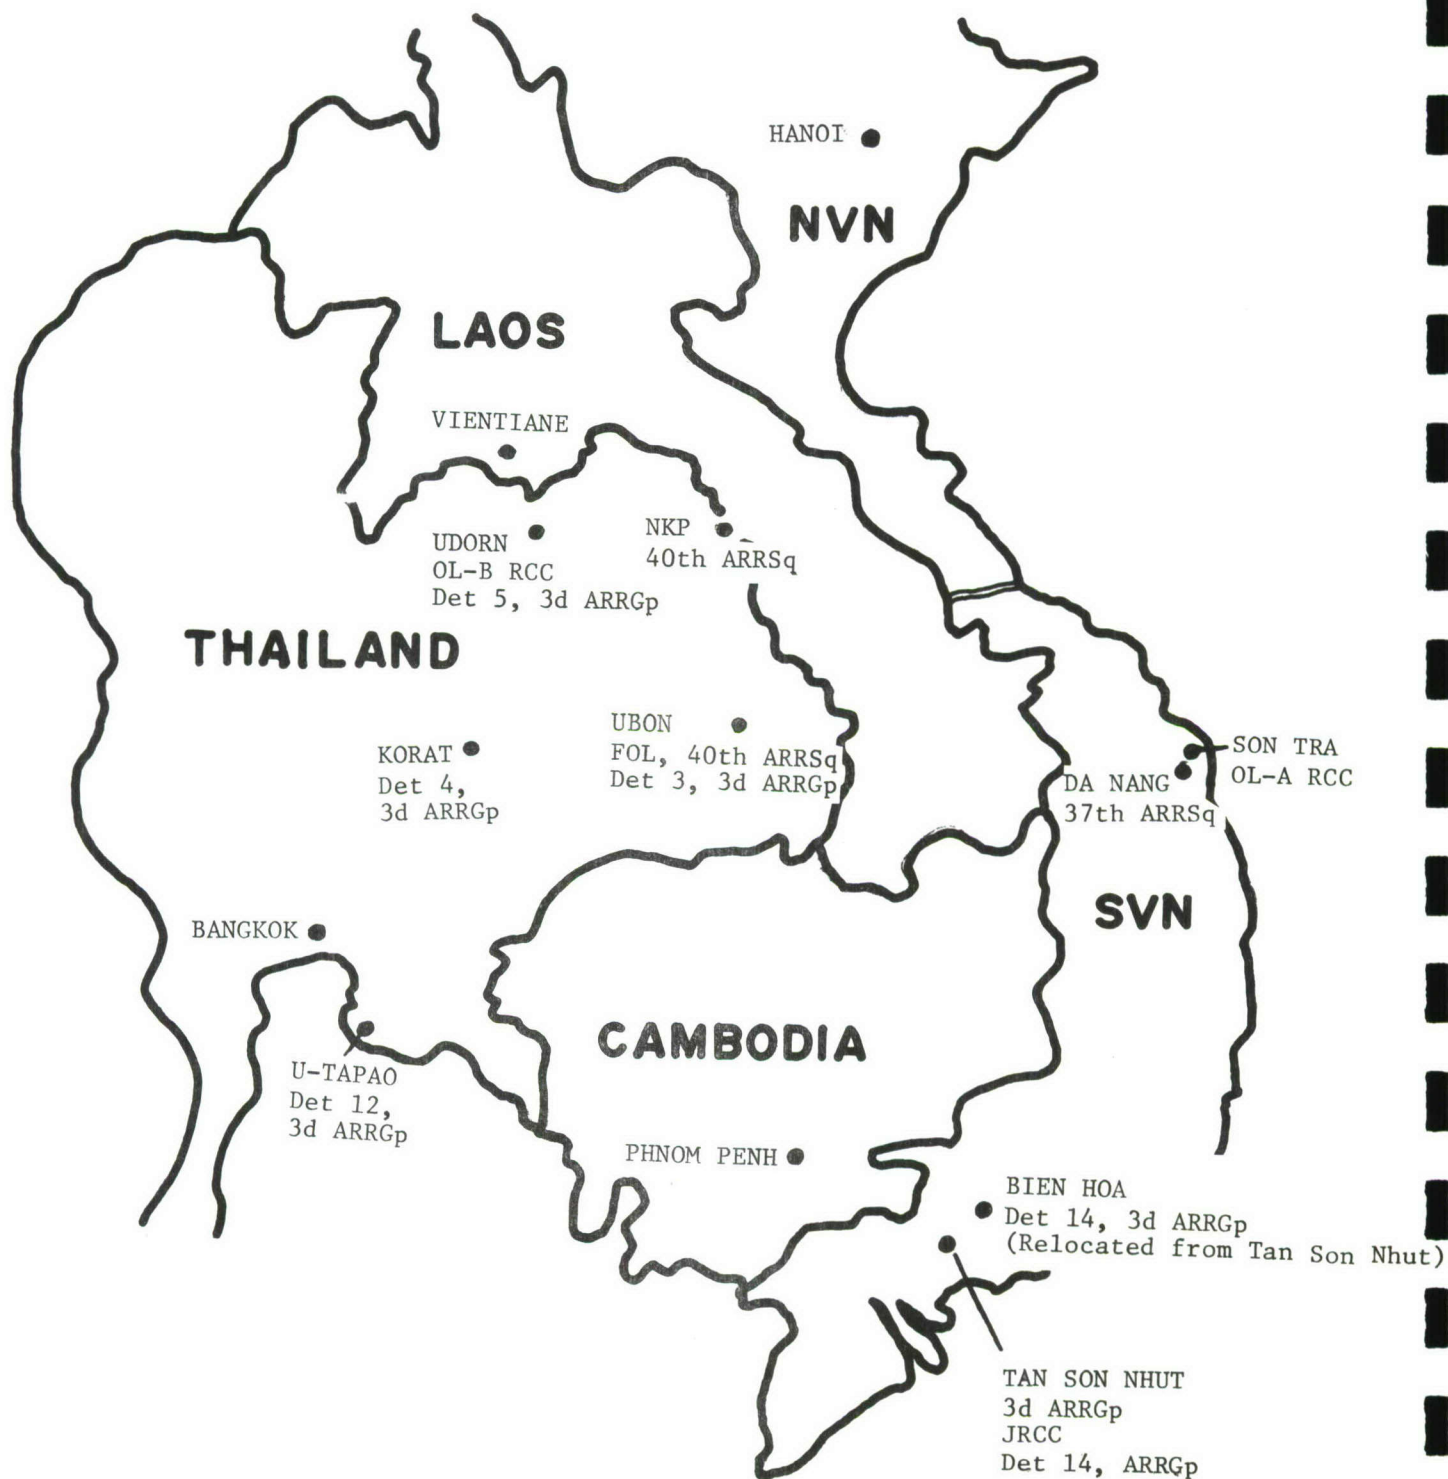 HANOI
NVN
LAOS
VIENTIANE
UDORN
OL-B RCC
Det 5, 3d ARRGp
NKP
40th ARRSq
THAILAND
UBON
FOL, 40th ARRSq
Det 3, 3d ARRGp
KORAT
Det 4,
3d ARRGp
SON TRA
OL-A RCC
DA NANG
37th ARRSq
SVN
BANGKOK
CAMBODIA
U-TAPAO
Det 12,
3d ARRGp
PHNOM PENH
BIEN HOA
Det 14, 3d ARRGp
(Relocated from Tan Son Nhut)
TAN SON NHUT
3d ARRGp
JRCC
Det 14, ARRGp